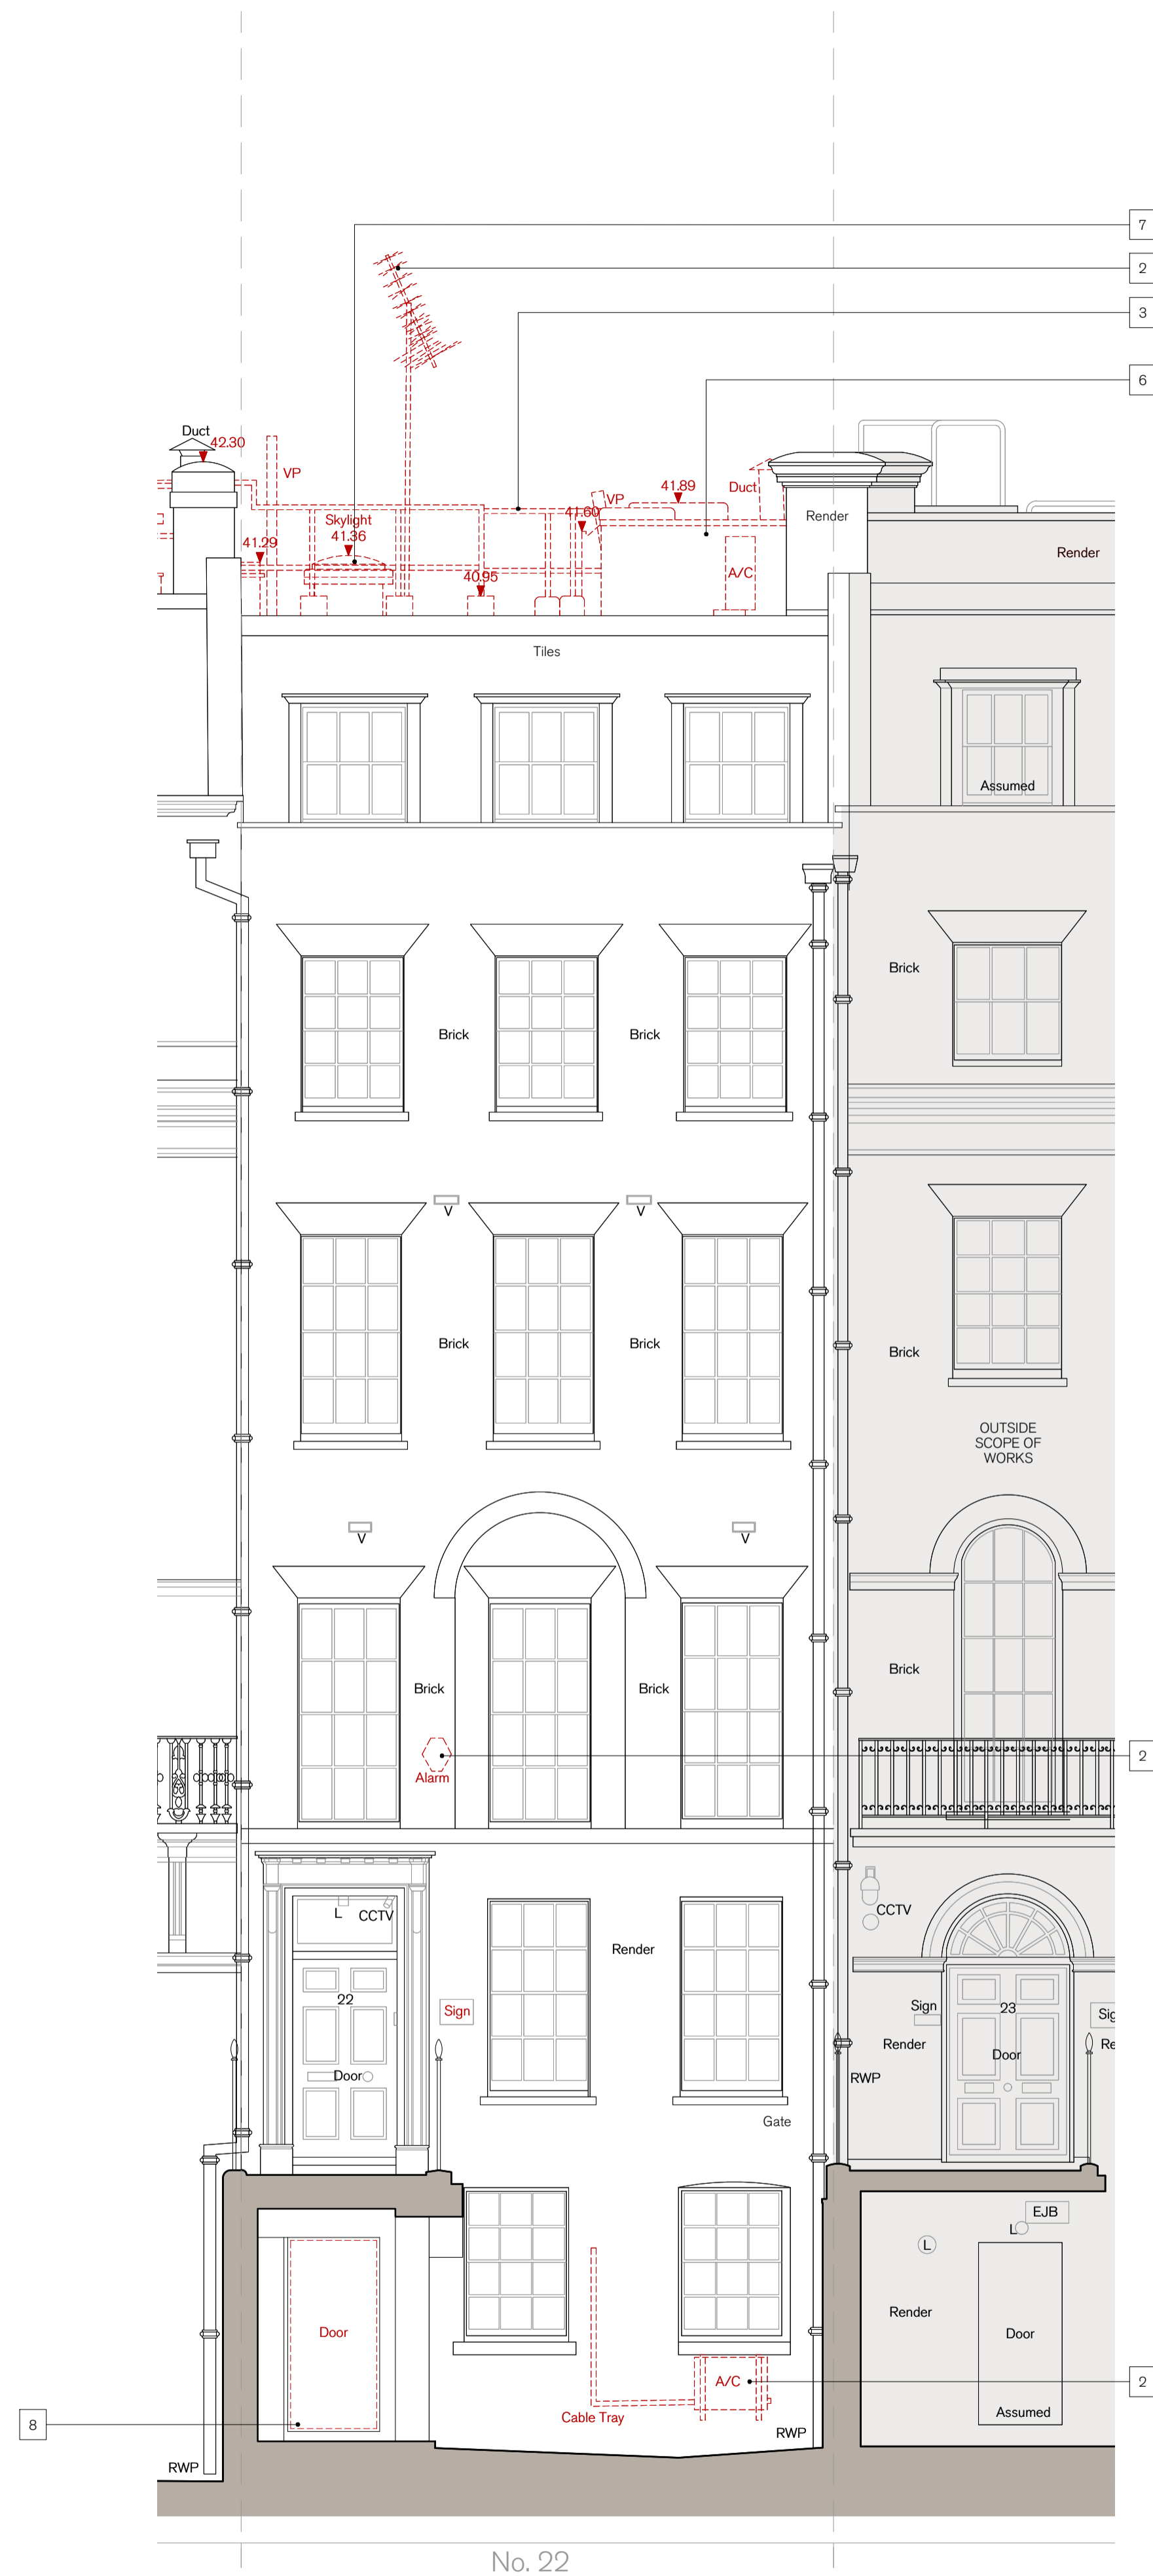 7
2
3
6
Duct
42.30
VP
41.89
Duct
VP
Skylight
41.36
41.60
Render
41.29
40.95
A/C
Render
Tiles
Assumed
Brick
Brick
Brick
V
V
Brick
Brick
Brick
OUTSIDE
SCOPE OF
WORKS
V
V
Brick
Brick
Brick
2
Alarm
L
CCTV
CCTV
Render
22
Sign
Sign
23
Sig
Render
Re
Door
Door
RWP
Gate
EJB
L
L
Render
Door
Door
A/C
2
Assumed
Cable Tray
8
RWP
RWP
No. 22